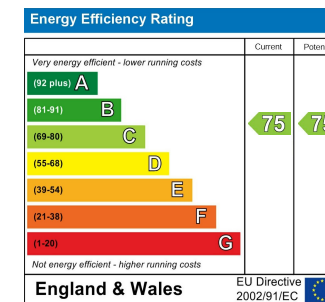 Energy Efficiency Rating
Current Poten
Very energy efficient - lower running costs
(92 plus) A
(81-91) B
(69-80) C
75 75
(55-68) D
(39-54) E
(21-38) F
(1-20) G
Not energy efficient - higher running costs
England & Wales
EU Directive
2002/91/EC